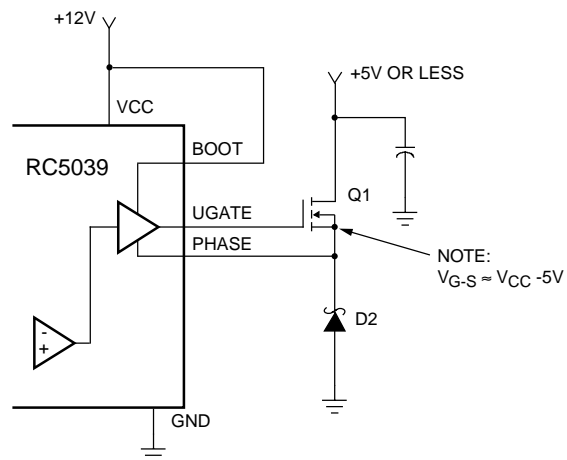 +12V
+5V OR LESS
VCC
BOOT
RC5039
Q1
UGATE
PHASE
NOTE:
VG-S ≈ VCC -5V
D2
-
+
GND